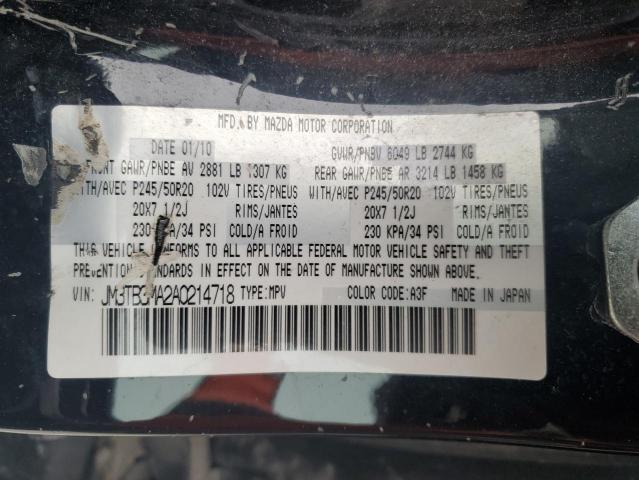 MFD. BY MAZDA MOTOR CORPORATION
DATE 01/10 GVWR/PNBV 6049 LB 2744 KG
FRONT GAWR/PNBE AV 2881 LB 1307 KG REAR GAWR/PNBE AR 3214 LB 1458 KG
WITH/AVEC P245/50R20 102V TIRES/PNEUS WITH/AVEC P245/50R20 102V TIRES/PNEUS
20X7 1/2J RIMS/JANTES 20X7 1/2J RIMS/JANTES
230 KPA/34 PSI COLD/A FROID 230 KPA/34 PSI COLD/A FROID
THIS VEHICLE CONFORMS TO ALL APPLICABLE FEDERAL MOTOR VEHICLE SAFETY AND THEFT
PREVENTION STANDARDS IN EFFECT ON THE DATE OF MANUFACTURE SHOWN ABOVE.
VIN: JM3TB3MA2A0214718 TYPE:MPV COLOR CODE: A3F MADE IN JAPAN